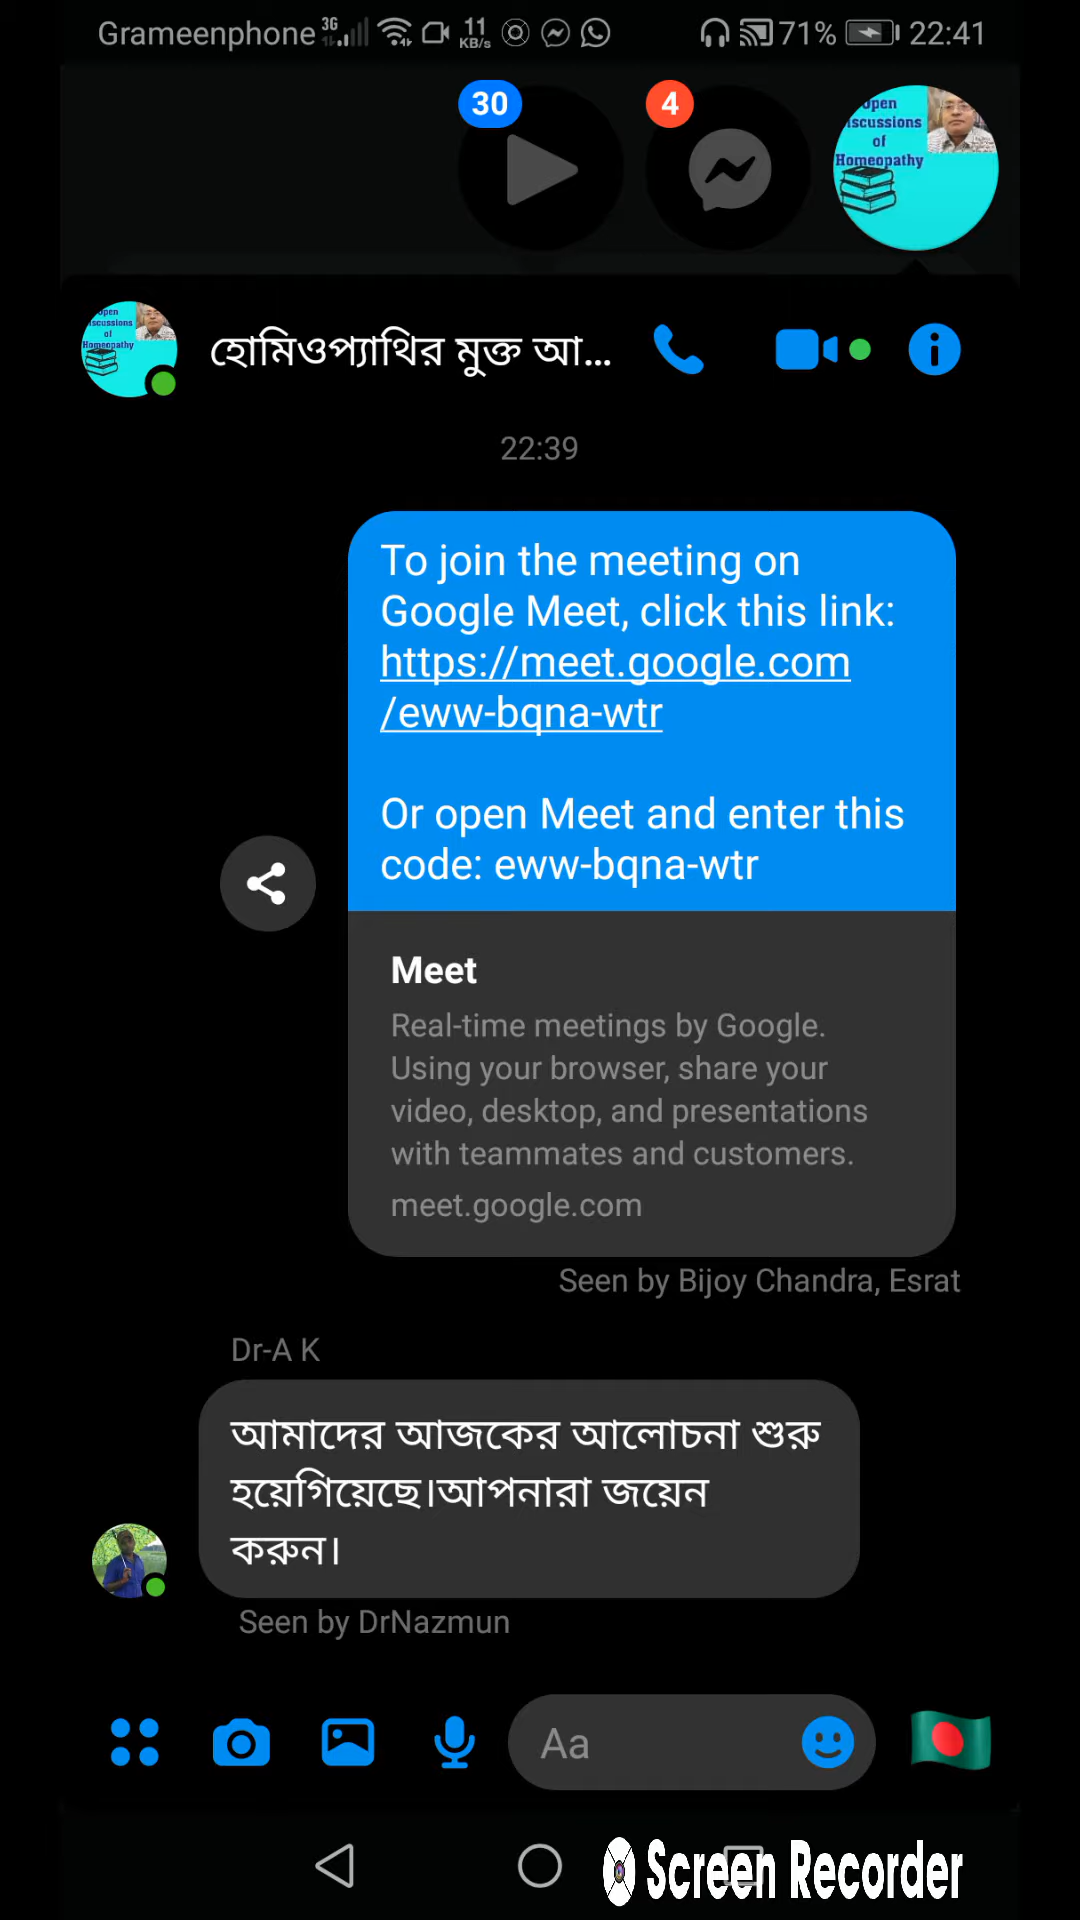 Grameenphone 3G 11 KB/s 71% 22:41
30
4
Open
Discussions
of
Homeopathy
Open
Discussions
of
Homeopathy
হোমিওপ্যাথির মুক্ত আ...
22:39
To join the meeting on
Google Meet, click this link:
https://meet.google.com
/eww-bqna-wtr
Or open Meet and enter this
code: eww-bqna-wtr
Meet
Real-time meetings by Google.
Using your browser, share your
video, desktop, and presentations
with teammates and customers.
meet.google.com
Seen by Bijoy Chandra, Esrat
Dr-A K
আমাদের আজকের আলোচনা শুরু
হয়েগিয়েছে।আপনারা জয়েন
করুন।
Seen by DrNazmun
Aa
Screen Recorder